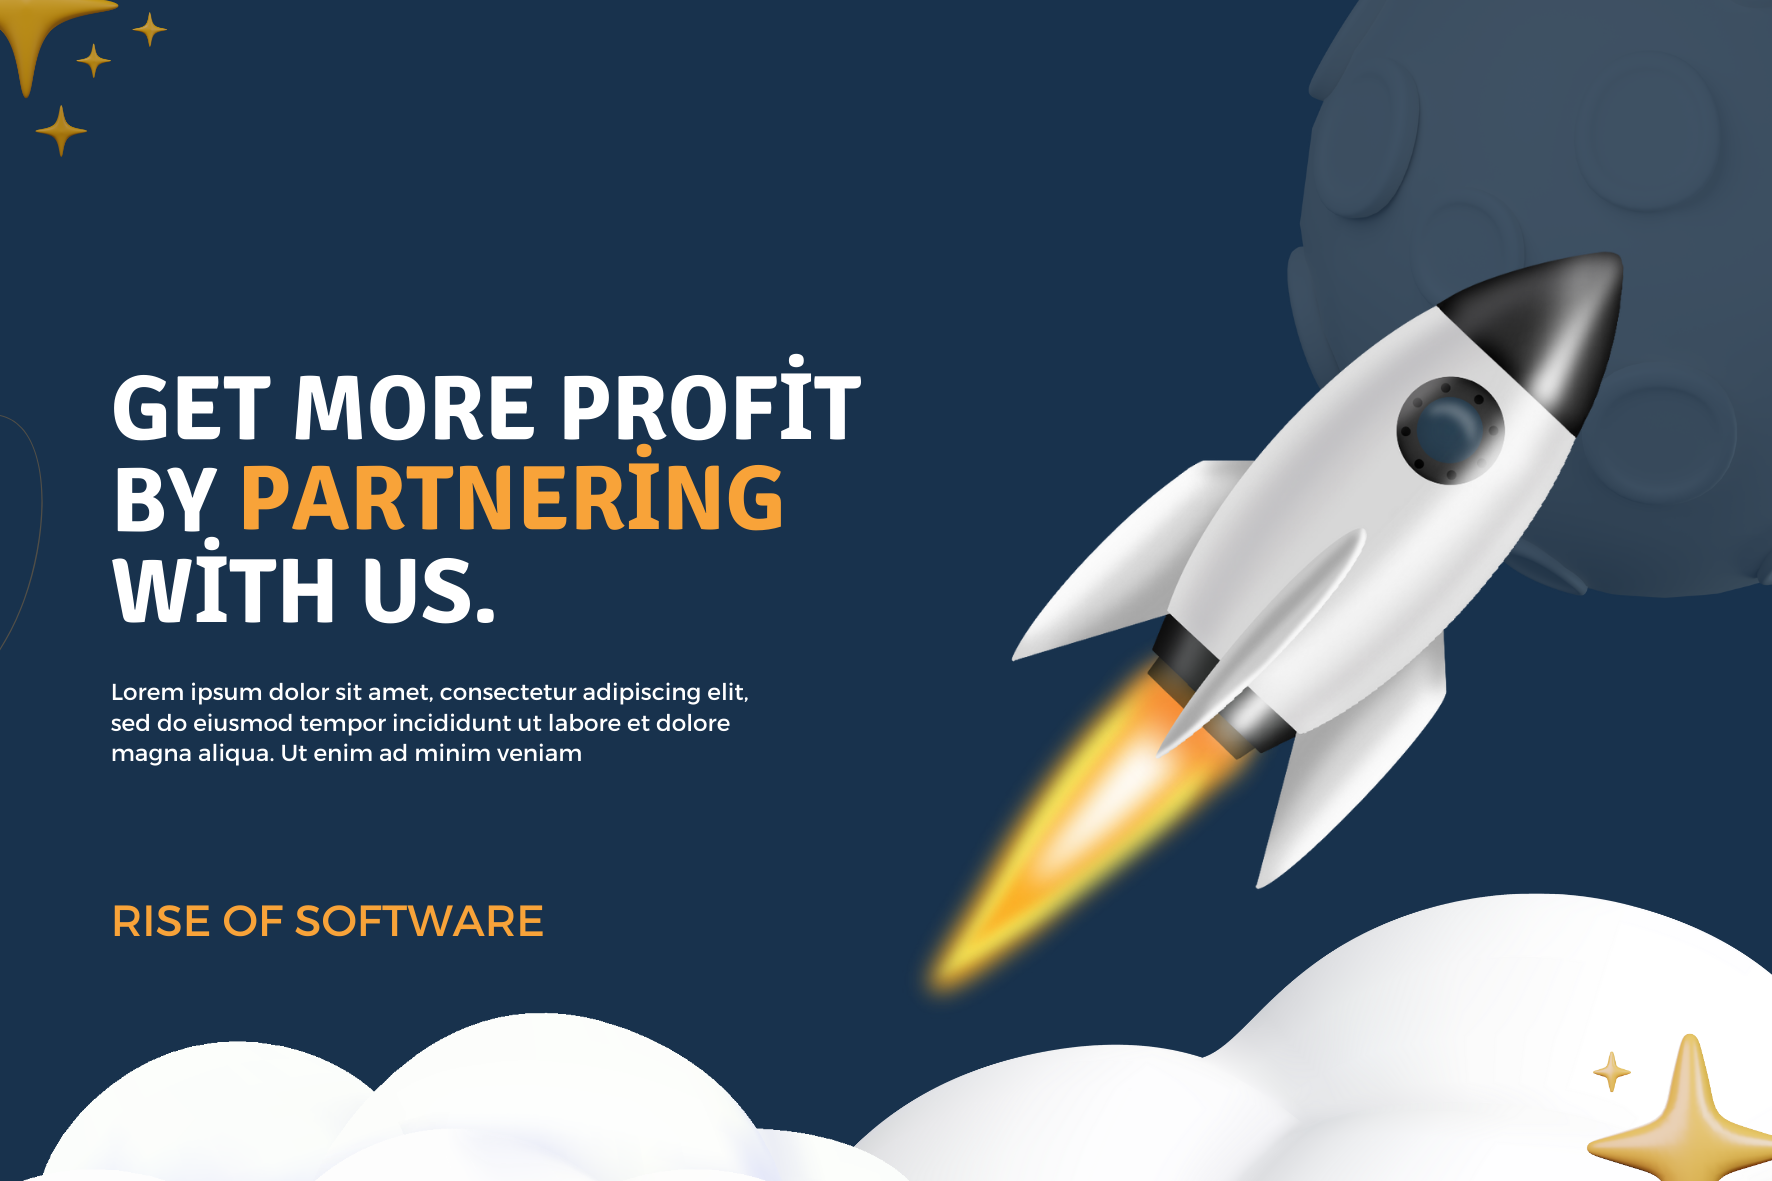 GET MORE PROFİT
BY PARTNERİNG
WİTH US.
Lorem ipsum dolor sit amet, consectetur adipiscing elit,
sed do eiusmod tempor incididunt ut labore et dolore
magna aliqua. Ut enim ad minim veniam
RISE OF SOFTWARE